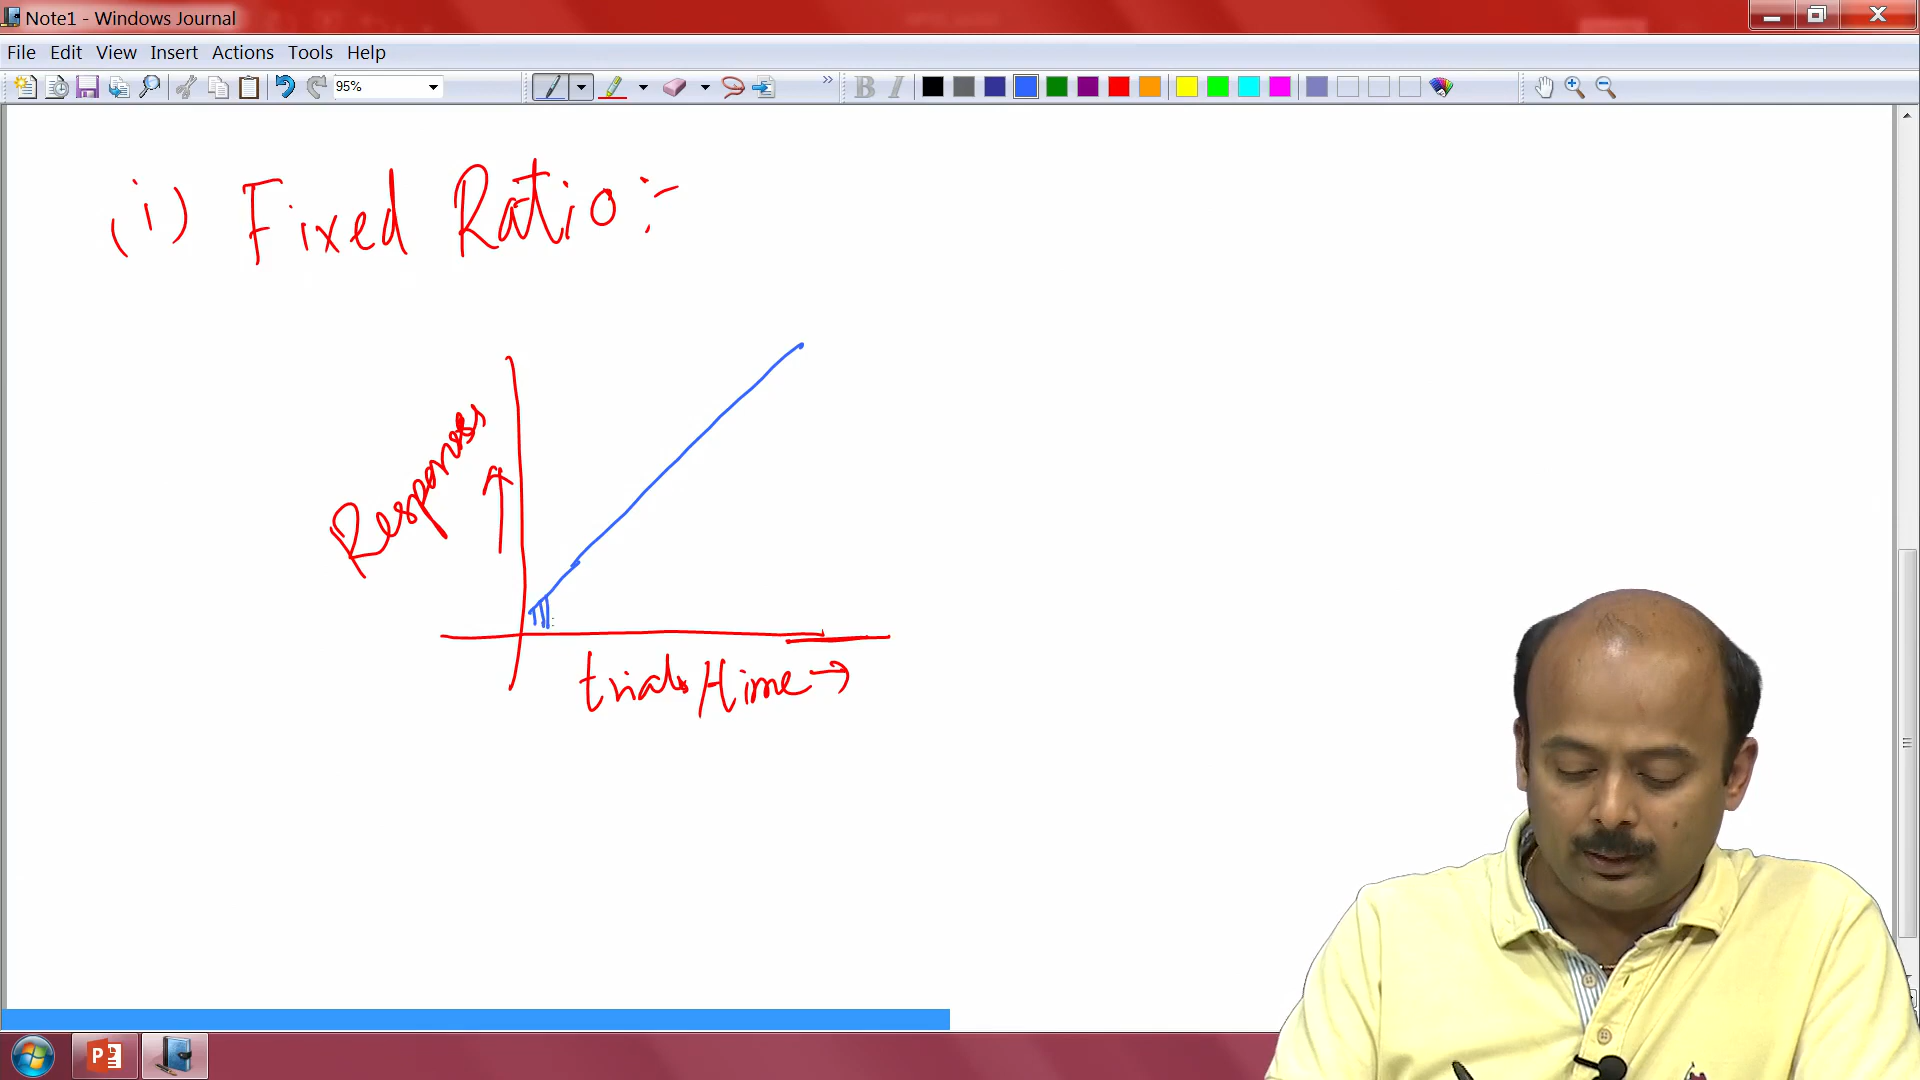 Note1 - Windows Journal
File Edit View Insert Actions Tools Help
95%
B I
(i) Fixed Ratio :-
Responses
trials/time →